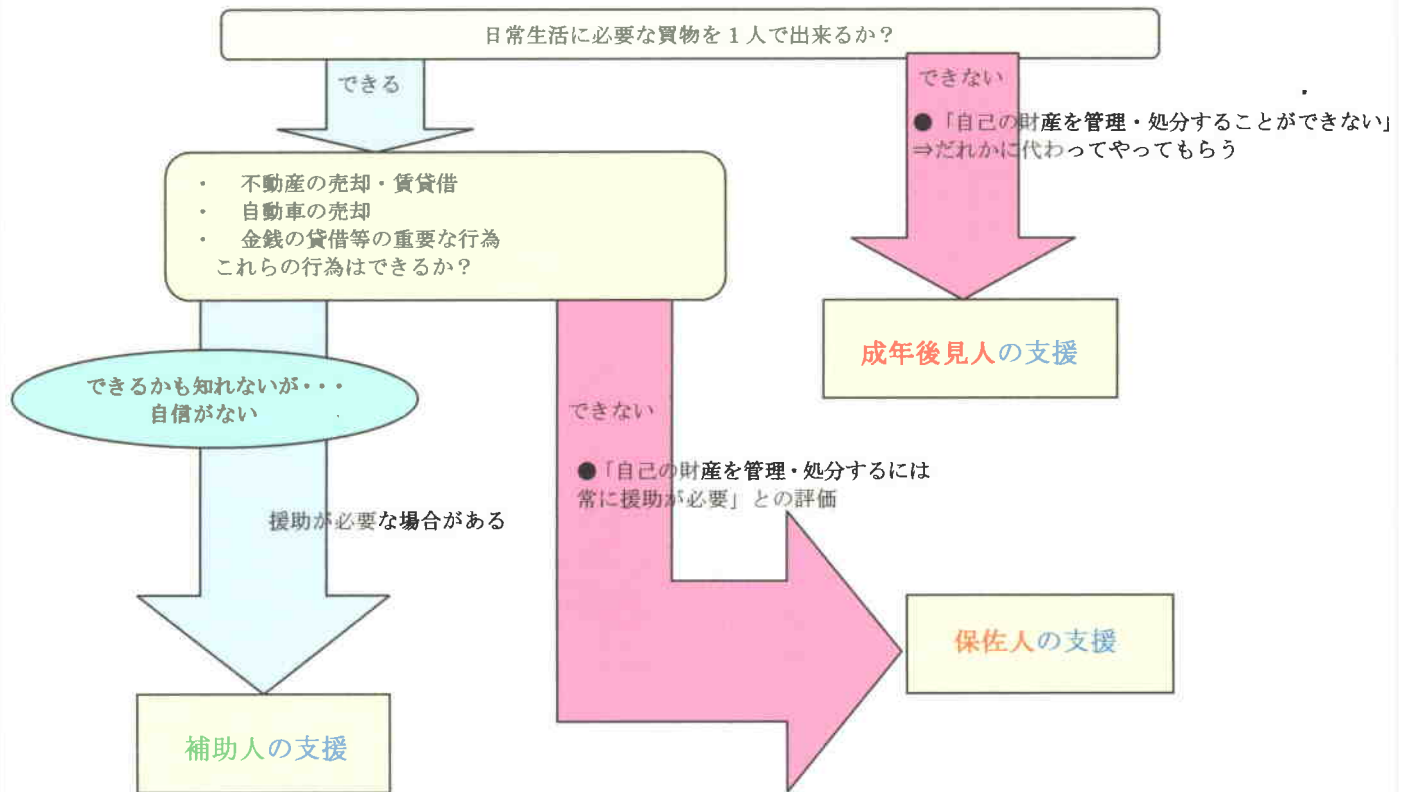 日常生活に必要な買物を1人で出来るか？
できる
できない
●「自己の財産を管理・処分することができない」
⇒だれかに代わってやってもらう
・　不動産の売却・賃貸借
・　自動車の売却
・　金銭の貸借等の重要な行為
これらの行為はできるか？
成年後見人の支援
できるかも知れないが・・・
自信がない
できない
●「自己の財産を管理・処分するには
常に援助が必要」との評価
援助が必要な場合がある
保佐人の支援
補助人の支援